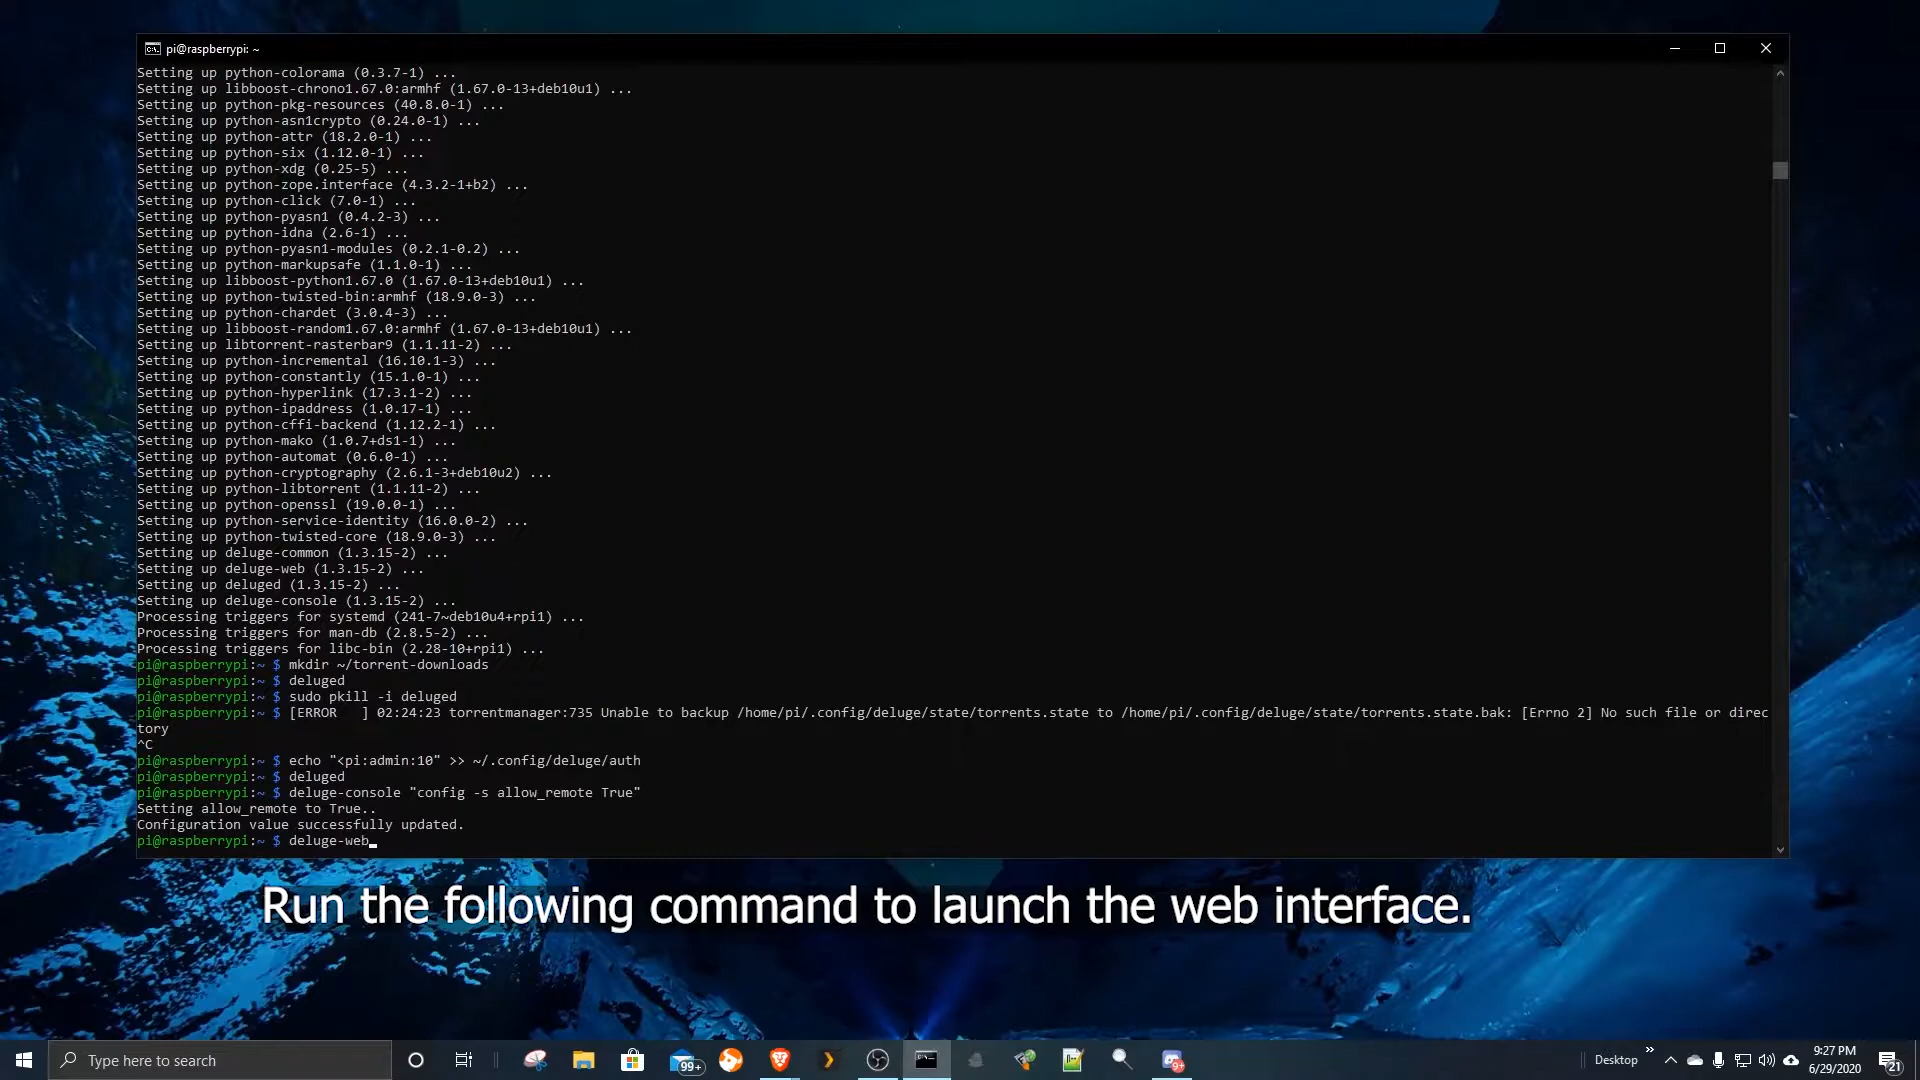 pi@raspberrypi: ~
Setting up python-colorama (0.3.7-1) ...
Setting up libboost-chrono1.67.0:armhf (1.67.0-13+deb10u1) ...
Setting up python-pkg-resources (40.8.0-1) ...
Setting up python-asn1crypto (0.24.0-1) ...
Setting up python-attr (18.2.0-1) ...
Setting up python-six (1.12.0-1) ...
Setting up python-xdg (0.25-5) ...
Setting up python-zope.interface (4.3.2-1+b2) ...
Setting up python-click (7.0-1) ...
Setting up python-pyasn1 (0.4.2-3) ...
Setting up python-idna (2.6-1) ...
Setting up python-pyasn1-modules (0.2.1-0.2) ...
Setting up python-markupsafe (1.1.0-1) ...
Setting up libboost-python1.67.0 (1.67.0-13+deb10u1) ...
Setting up python-twisted-bin:armhf (18.9.0-3) ...
Setting up python-chardet (3.0.4-3) ...
Setting up libboost-random1.67.0:armhf (1.67.0-13+deb10u1) ...
Setting up libtorrent-rasterbar9 (1.1.11-2) ...
Setting up python-incremental (16.10.1-3) ...
Setting up python-constantly (15.1.0-1) ...
Setting up python-hyperlink (17.3.1-2) ...
Setting up python-ipaddress (1.0.17-1) ...
Setting up python-cffi-backend (1.12.2-1) ...
Setting up python-mako (1.0.7+ds1-1) ...
Setting up python-automat (0.6.0-1) ...
Setting up python-cryptography (2.6.1-3+deb10u2) ...
Setting up python-libtorrent (1.1.11-2) ...
Setting up python-openssl (19.0.0-1) ...
Setting up python-service-identity (16.0.0-2) ...
Setting up python-twisted-core (18.9.0-3) ...
Setting up deluge-common (1.3.15-2) ...
Setting up deluge-web (1.3.15-2) ...
Setting up deluged (1.3.15-2) ...
Setting up deluge-console (1.3.15-2) ...
Processing triggers for systemd (241-7~deb10u4+rpi1) ...
Processing triggers for man-db (2.8.5-2) ...
Processing triggers for libc-bin (2.28-10+rpi1) ...
pi@raspberrypi:~ $ mkdir ~/torrent-downloads
pi@raspberrypi:~ $ deluged
pi@raspberrypi:~ $ sudo pkill -i deluged
pi@raspberrypi:~ $ [ERROR   ] 02:24:23 torrentmanager:735 Unable to backup /home/pi/.config/deluge/state/torrents.state to /home/pi/.config/deluge/state/torrents.state.bak: [Errno 2] No such file or direc
tory
^C
pi@raspberrypi:~ $ echo "<pi:admin:10" >> ~/.config/deluge/auth
pi@raspberrypi:~ $ deluged
pi@raspberrypi:~ $ deluge-console "config -s allow_remote True"
Setting allow_remote to True..
Configuration value successfully updated.
pi@raspberrypi:~ $ deluge-web
Run the following command to launch the web interface.
Type here to search
99+
9+
Desktop
9:27 PM
6/29/2020
21